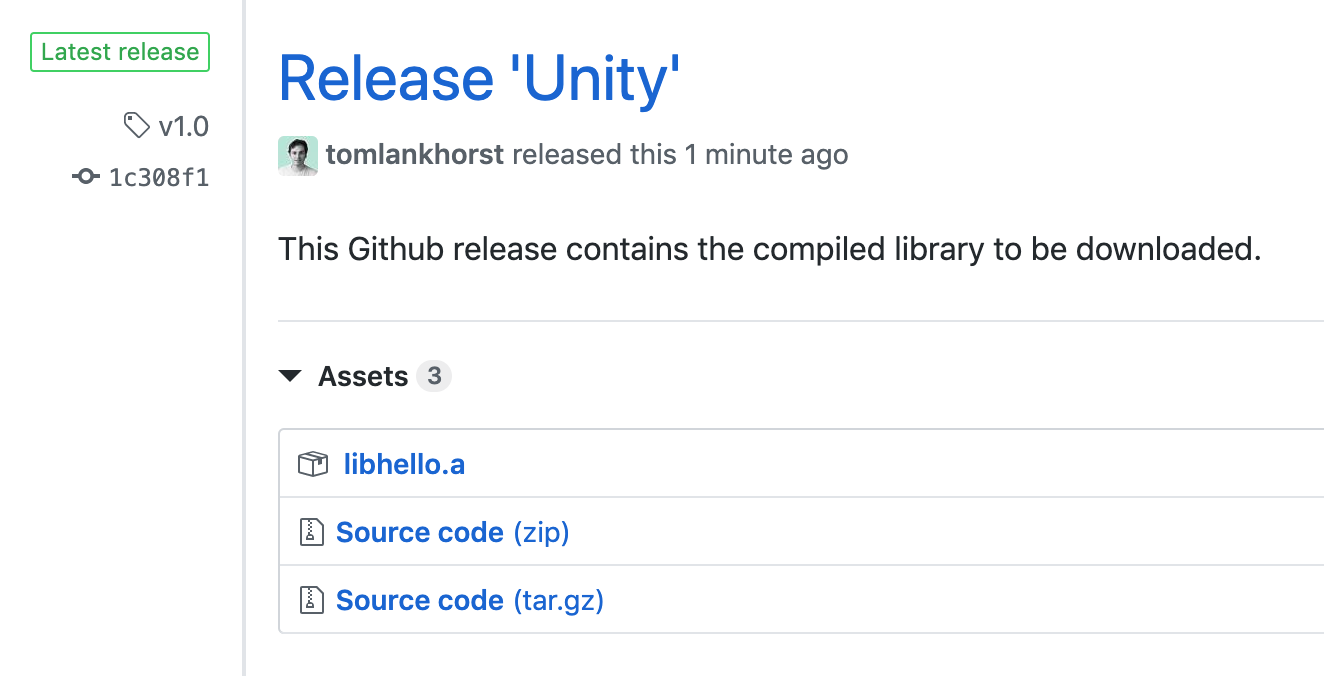 Latest release
v1.0
1c308f1
Release 'Unity'
tomlankhorst released this 1 minute ago
This Github release contains the compiled library to be downloaded.
Assets 3
libhello.a
Source code (zip)
Source code (tar.gz)